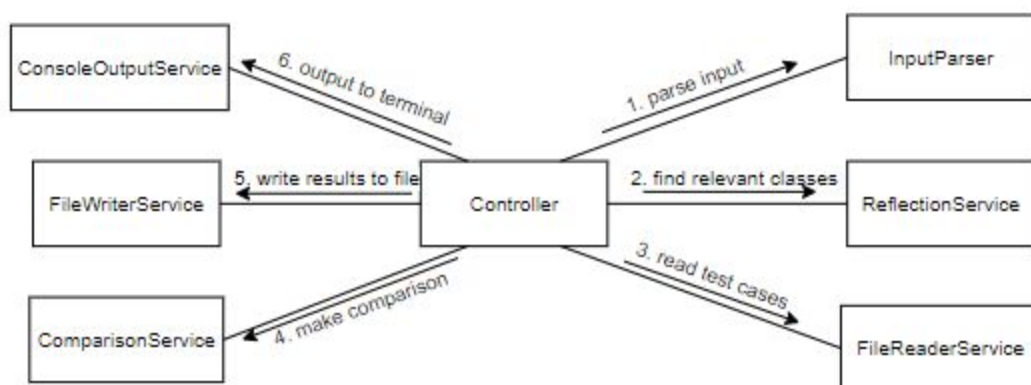 ConsoleOutputService
6. output to terminal
1. parse input
InputParser
FileWriterService
5. write results to file
Controller
2. find relevant classes
ReflectionService
3. read test cases
4. make comparison
ComparisonService
FileReaderService